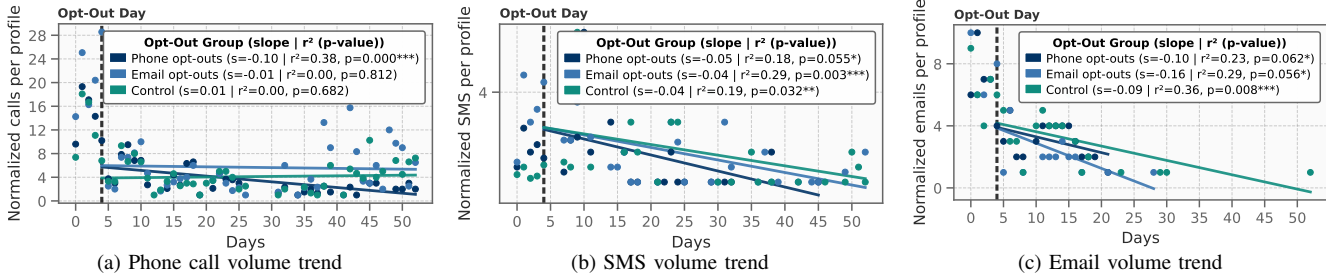 Opt-Out Day
Normalized calls per profile
28
24
20
16
12
8
4
0
Opt-Out Group (slope | r² (p-value))
Phone opt-outs (s=-0.10 | r²=0.38, p=0.000***)
Email opt-outs (s=-0.01 | r²=0.00, p=0.812)
Control (s=0.01 | r²=0.00, p=0.682)
0 5 10 15 20 25 30 35 40 45 50
Days
(a) Phone call volume trend
Opt-Out Day
Normalized SMS per profile
4
Opt-Out Group (slope | r² (p-value))
Phone opt-outs (s=-0.05 | r²=0.18, p=0.055*)
Email opt-outs (s=-0.04 | r²=0.29, p=0.003***)
Control (s=-0.04 | r²=0.19, p=0.032**)
0 5 10 15 20 25 30 35 40 45 50
Days
(b) SMS volume trend
Opt-Out Day
Normalized emails per profile
8
4
0
Opt-Out Group (slope | r² (p-value))
Phone opt-outs (s=-0.10 | r²=0.23, p=0.062*)
Email opt-outs (s=-0.16 | r²=0.29, p=0.056*)
Control (s=-0.09 | r²=0.36, p=0.008***)
0 5 10 15 21 25 30 35 40 45 50
Days
(c) Email volume trend